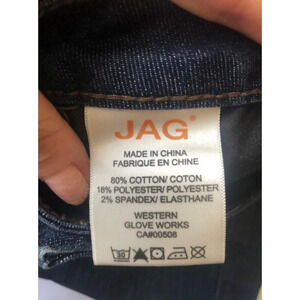 JAG®
MADE IN CHINA
FABRIQUE EN CHINE
80% COTTON/ COTON
18% POLYESTER/ POLYESTER
2% SPANDEX/ ELASTHANE
WESTERN
GLOVE WORKS
CA#00508
30